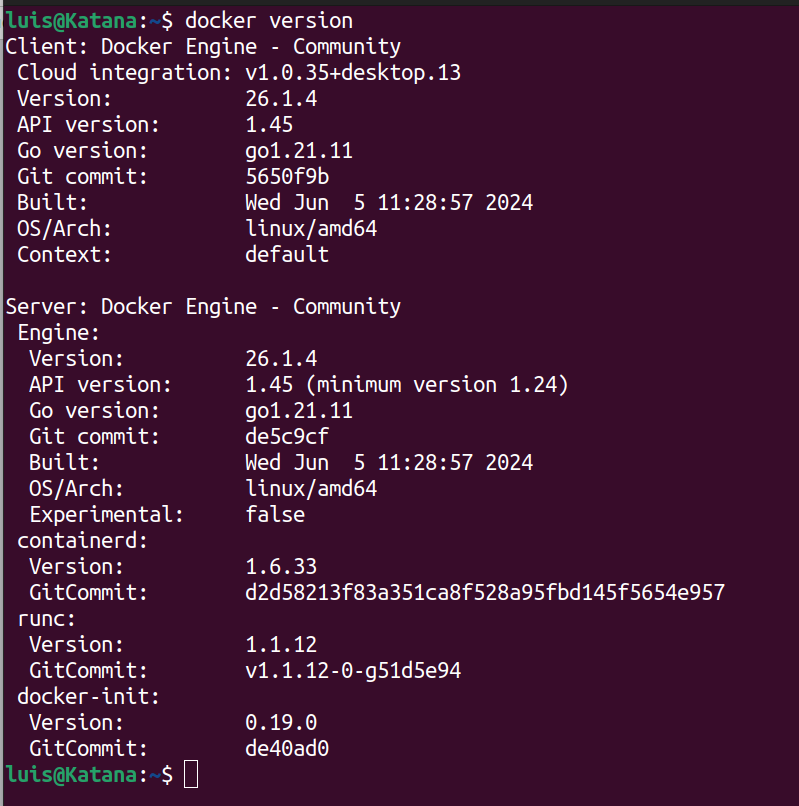 luis@Katana:~$ docker version
Client: Docker Engine - Community
 Cloud integration: v1.0.35+desktop.13
 Version:           26.1.4
 API version:       1.45
 Go version:        go1.21.11
 Git commit:        5650f9b
 Built:             Wed Jun  5 11:28:57 2024
 OS/Arch:           linux/amd64
 Context:           default

Server: Docker Engine - Community
 Engine:
  Version:          26.1.4
  API version:      1.45 (minimum version 1.24)
  Go version:       go1.21.11
  Git commit:       de5c9cf
  Built:            Wed Jun  5 11:28:57 2024
  OS/Arch:          linux/amd64
  Experimental:     false
 containerd:
  Version:          1.6.33
  GitCommit:        d2d58213f83a351ca8f528a95fbd145f5654e957
 runc:
  Version:          1.1.12
  GitCommit:        v1.1.12-0-g51d5e94
 docker-init:
  Version:          0.19.0
  GitCommit:        de40ad0
luis@Katana:~$